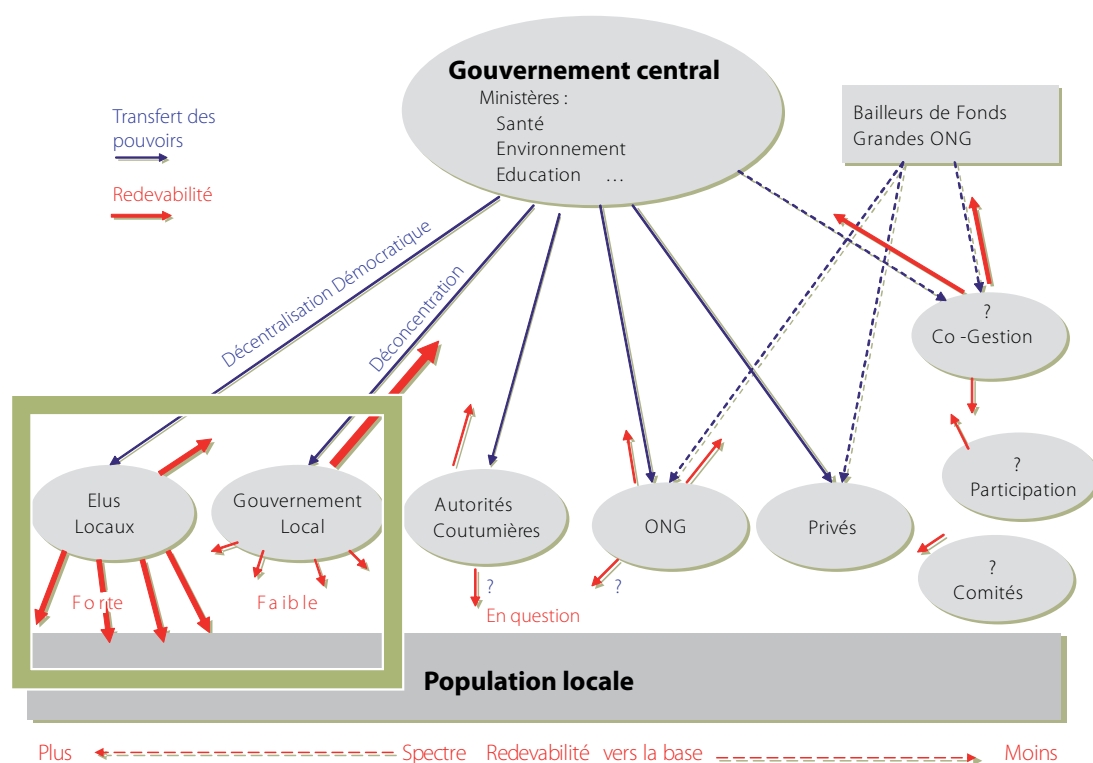 Gouvernement central
Ministères :
Santé
Environnement
Education ...
Bailleurs de Fonds
Grandes ONG
Transfert des
pouvoirs
Redevabilité
Décentralisation Démocratique
Déconcentration
?
Co -Gestion
Elus
Locaux
Gouvernement
Local
Autorités
Coutumières
ONG
Privés
?
Participation
?
Comités
Forte
Faible
?
En question
?
Population locale
Plus
Spectre Redevabilité vers la base
Moins